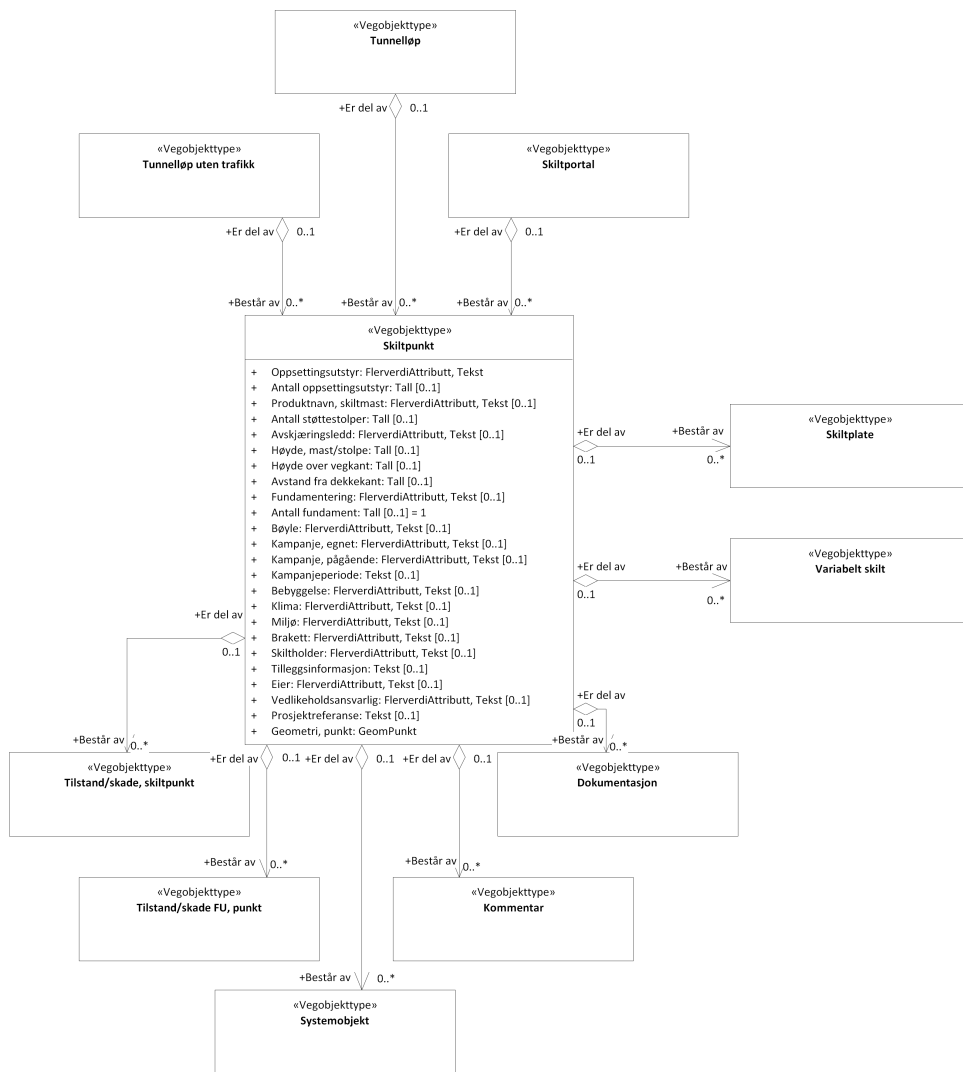 «Vegobjekttype»
Tunnelløp
+Er del av 0..1
«Vegobjekttype»
Tunnelløp uten trafikk
«Vegobjekttype»
Skiltportal
+Er del av 0..1
+Er del av 0..1
+Består av 0..*
+Består av 0..*
+Består av 0..*
«Vegobjekttype»
Skiltpunkt
+ Oppsettingsutstyr: FlerverdiAttributt, Tekst
+ Antall oppsettingsutstyr: Tall [0..1]
+ Produktnavn, skiltmast: FlerverdiAttributt, Tekst [0..1]
+ Antall støttestolper: Tall [0..1]
+ Avskjæringsledd: FlerverdiAttributt, Tekst [0..1]
+ Høyde, mast/stolpe: Tall [0..1]
+ Høyde over vegkant: Tall [0..1]
+ Avstand fra dekkekant: Tall [0..1]
+ Fundamentering: FlerverdiAttributt, Tekst [0..1]
+ Antall fundament: Tall [0..1] = 1
+ Bøyle: FlerverdiAttributt, Tekst [0..1]
+ Kampanje, egnet: FlerverdiAttributt, Tekst [0..1]
+ Kampanje, pågående: FlerverdiAttributt, Tekst [0..1]
+ Kampanjeperiode: Tekst [0..1]
+ Bebyggelse: FlerverdiAttributt, Tekst [0..1]
+ Klima: FlerverdiAttributt, Tekst [0..1]
+ Miljø: FlerverdiAttributt, Tekst [0..1]
+ Brakett: FlerverdiAttributt, Tekst [0..1]
+ Skiltholder: FlerverdiAttributt, Tekst [0..1]
+ Tilleggsinformasjon: Tekst [0..1]
+ Eier: FlerverdiAttributt, Tekst [0..1]
+ Vedlikeholdsansvarlig: FlerverdiAttributt, Tekst [0..1]
+ Prosjektreferanse: Tekst [0..1]
+ Geometri, punkt: GeomPunkt
+Er del av
0..1
+Består av
0..*
«Vegobjekttype»
Skiltplate
+Er del av
0..1
+Består av
0..*
«Vegobjekttype»
Variabelt skilt
+Er del av
0..1
+Består av 0..*
«Vegobjekttype»
Tilstand/skade, skiltpunkt
+Er del av
0..1
+Består av 0..*
«Vegobjekttype»
Dokumentasjon
+Er del av 0..1
+Er del av 0..1
+Er del av 0..1
+Består av 0..*
«Vegobjekttype»
Tilstand/skade FU, punkt
+Består av 0..*
«Vegobjekttype»
Kommentar
+Består av 0..*
«Vegobjekttype»
Systemobjekt